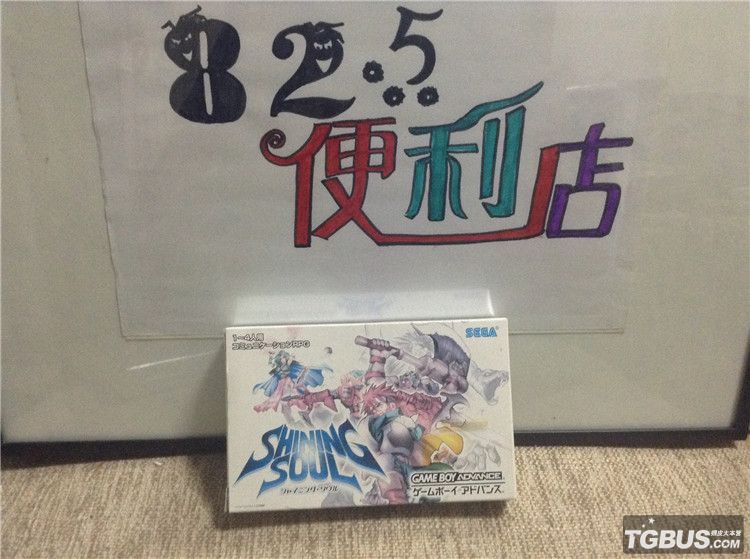 82.5
便利店
1~4人用
コミュニケーションRPG
SEGA
SHINING
SOUL
シャイニング・ソウル
GAME BOY ADVANCE
ゲームボーイアドバンス
TGBUS.COM